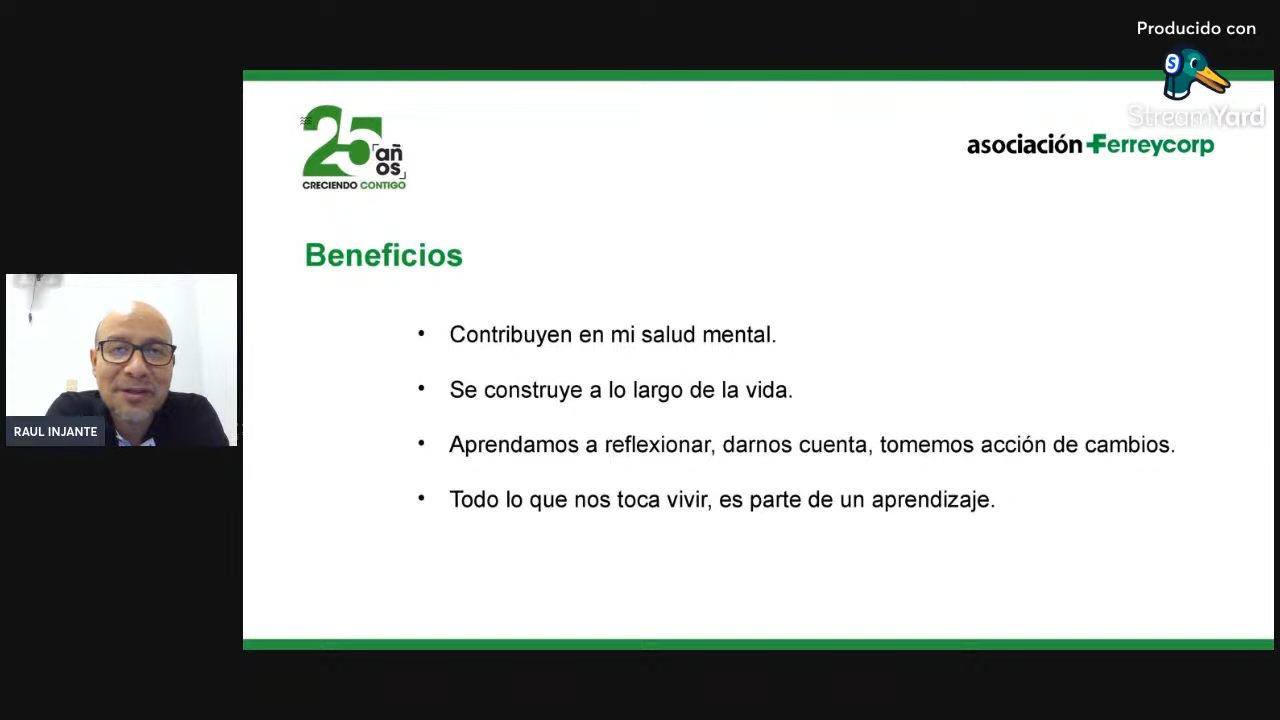 Producido con
StreamYard
25
añ
os
CRECIENDO CONTIGO
asociación Ferreycorp
Beneficios
• Contribuyen en mi salud mental.
• Se construye a lo largo de la vida.
• Aprendamos a reflexionar, darnos cuenta, tomemos acción de cambios.
• Todo lo que nos toca vivir, es parte de un aprendizaje.
RAUL INJANTE